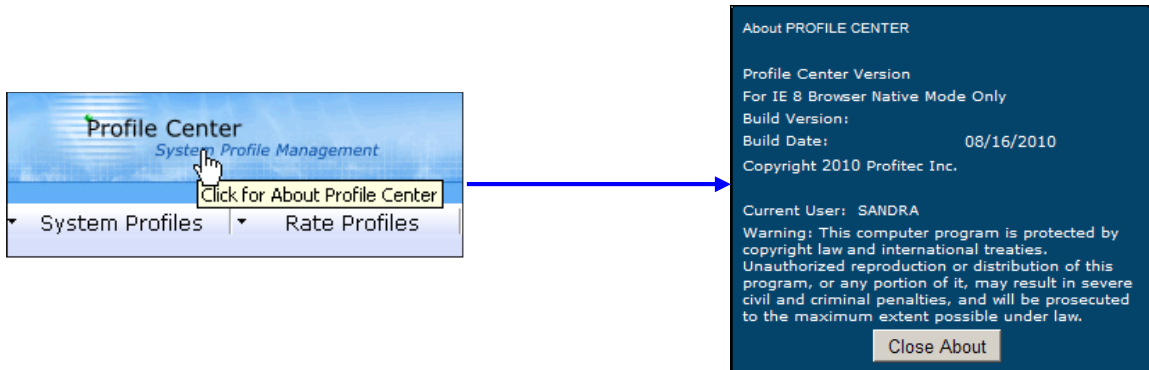 Profile Center
System Profile Management
Click for About Profile Center
System Profiles
Rate Profiles
About PROFILE CENTER
Profile Center Version
For IE 8 Browser Native Mode Only
Build Version:
Build Date: 08/16/2010
Copyright 2010 Profitec Inc.
Current User: SANDRA
Warning: This computer program is protected by
copyright law and international treaties.
Unauthorized reproduction or distribution of this
program, or any portion of it, may result in severe
civil and criminal penalties, and will be prosecuted
to the maximum extent possible under law.
Close About